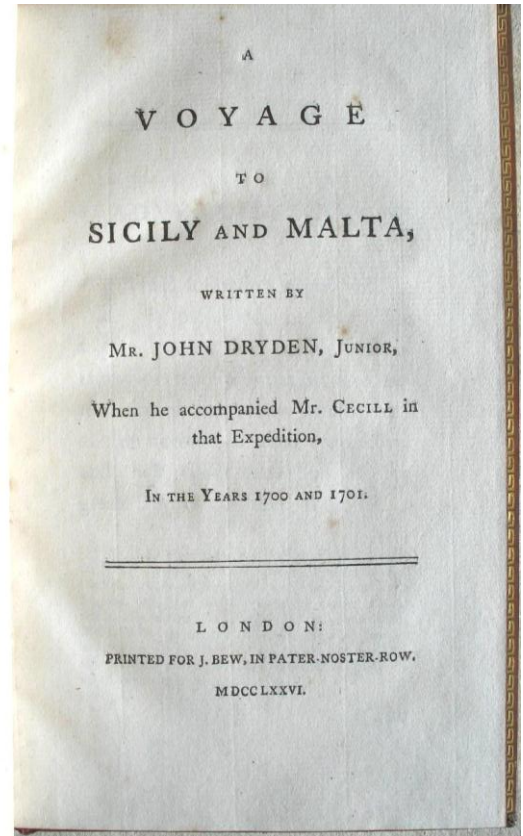 A
VOYAGE
TO
SICILY AND MALTA,
WRITTEN BY
MR. JOHN DRYDEN, JUNIOR,
When he accompanied Mr. CECILL in
that Expedition,
IN THE YEARS 1700 AND 1701.
LONDON:
PRINTED FOR J. BEW, IN PATER-NOSTER-ROW.
MDCCLXXVI.